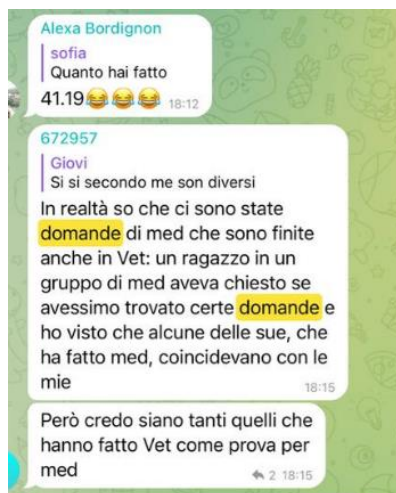 Alexa Bordignon
sofia
Quanto hai fatto
41.19😂😂😂 18:12
672957
Giovi
Si si secondo me son diversi
In realtà so che ci sono state
domande di med che sono finite
anche in Vet: un ragazzo in un
gruppo di med aveva chiesto se
avessimo trovato certe domande e
ho visto che alcune delle sue, che
ha fatto med, coincidevano con le
mie 18:15
Però credo siano tanti quelli che
hanno fatto Vet come prova per
med 2 18:15